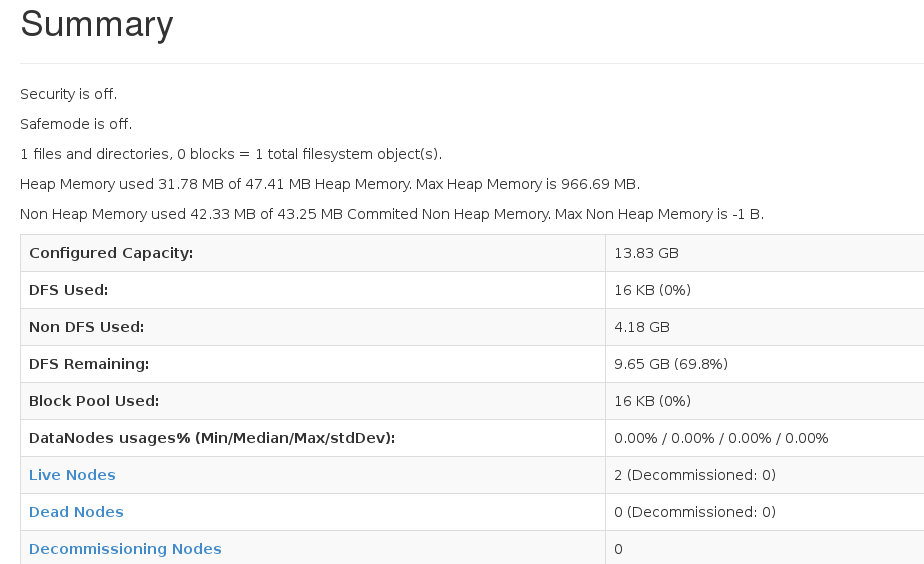 Summary
Security is off.
Safemode is off.
1 files and directories, 0 blocks = 1 total filesystem object(s).
Heap Memory used 31.78 MB of 47.41 MB Heap Memory. Max Heap Memory is 966.69 MB.
Non Heap Memory used 42.33 MB of 43.25 MB Commited Non Heap Memory. Max Non Heap Memory is -1 B.
Configured Capacity: 13.83 GB
DFS Used: 16 KB (0%)
Non DFS Used: 4.18 GB
DFS Remaining: 9.65 GB (69.8%)
Block Pool Used: 16 KB (0%)
DataNodes usages% (Min/Median/Max/stdDev): 0.00% / 0.00% / 0.00% / 0.00%
Live Nodes 2 (Decommissioned: 0)
Dead Nodes 0 (Decommissioned: 0)
Decommissioning Nodes 0